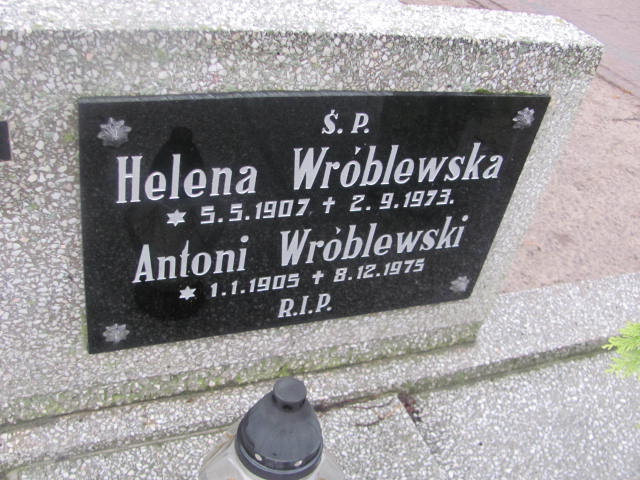 Ś. P.
Helena Wróblewska
* 5.5.1907 + 2.9.1973.
Antoni Wróblewski
* 1.1.1905 + 8.12.1975
R.I.P.